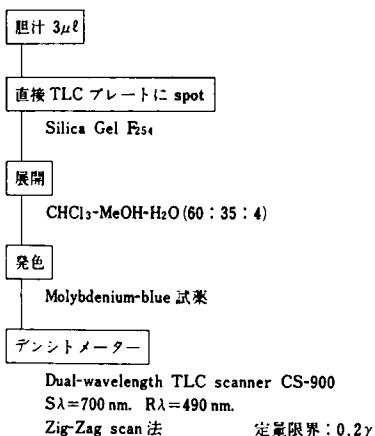 胆汁 3μℓ
直接 TLC プレートに spot
Silica Gel F254
展開
CHCl3-MeOH-H2O(60：35：4)
発色
Molybdenium-blue 試薬
デンシトメーター
Dual-wavelength TLC scanner CS-900
Sλ=700 nm. Rλ=490 nm.
Zig-Zag scan 法 定量限界：0.2γ